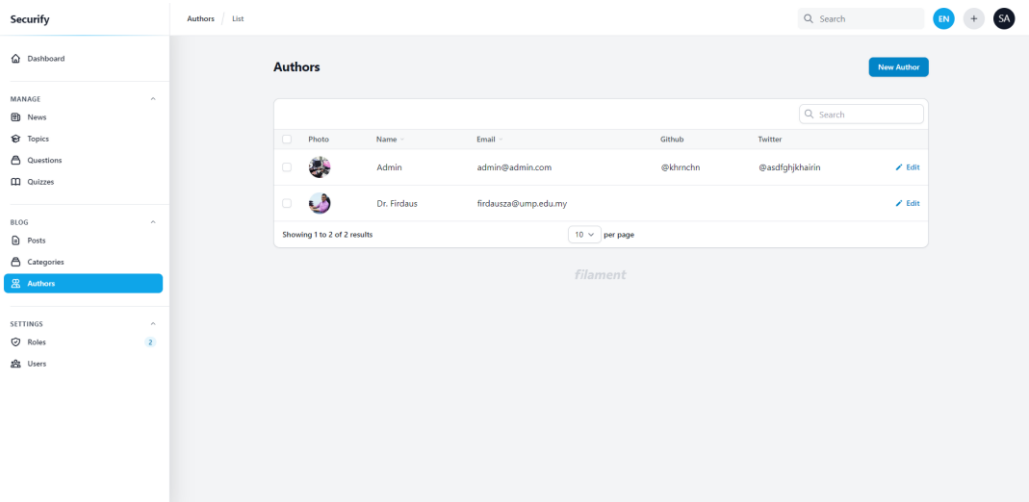 Securify
Authors / List
Search
EN
+
SA
Dashboard
MANAGE
News
Topics
Questions
Quizzes
BLOG
Posts
Categories
Authors
SETTINGS
Roles 2
Users
Authors
New Author
Search
Photo Name Email Github Twitter
Admin admin@admin.com @khrnchn @asdfghjkhairin Edit
Dr. Firdaus firdausza@ump.edu.my Edit
Showing 1 to 2 of 2 results 10 per page
filament